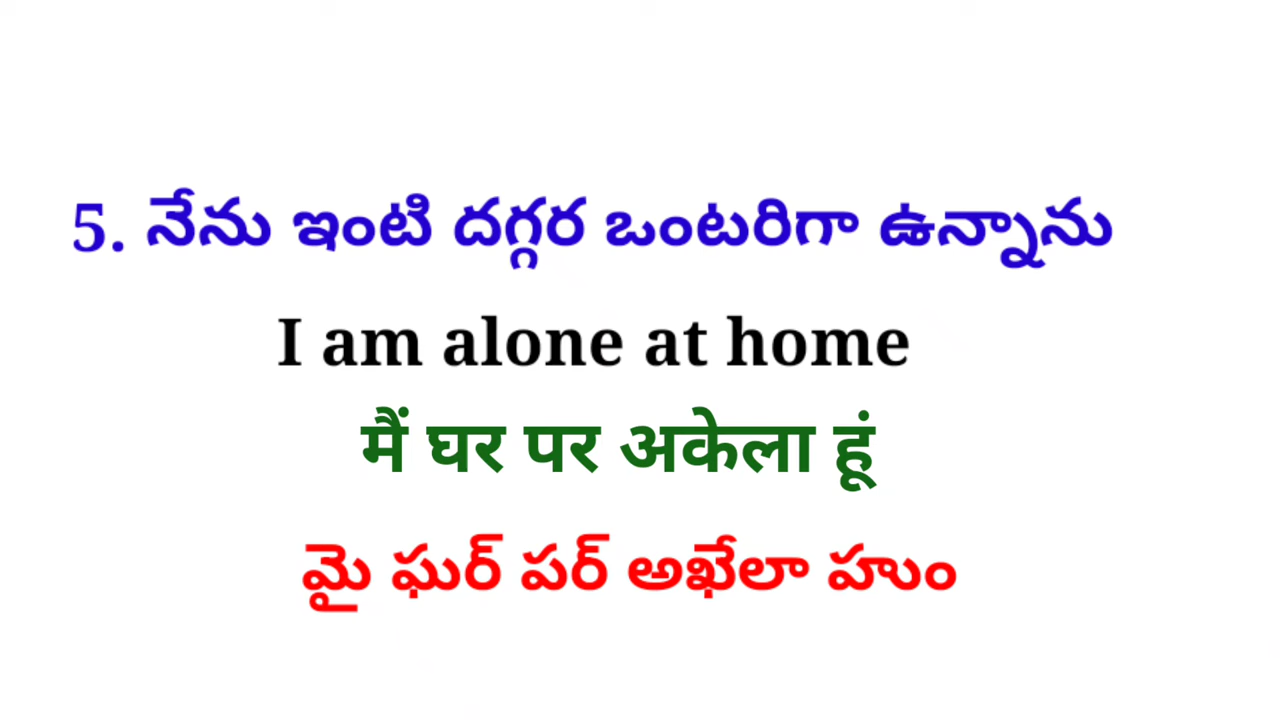 5. నేను ఇంటి దగ్గర ఒంటరిగా ఉన్నాను
I am alone at home
मैं घर पर अकेला हूं
మై ఘర్ పర్ అఖేలా హుం